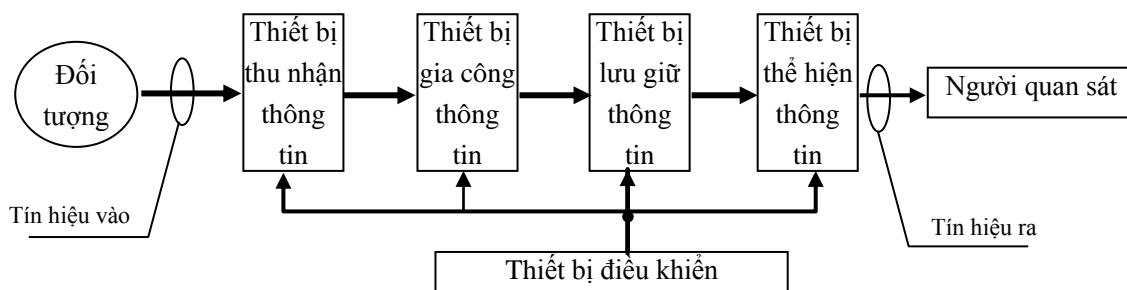 Đối
tượng
Thiết bị
thu nhận
thông
tin
Thiết bị
gia công
thông
tin
Thiết bị
lưu giữ
thông
tin
Thiết bị
thể hiện
thông
tin
Người quan sát
Tín hiệu vào
Tín hiệu ra
Thiết bị điều khiển